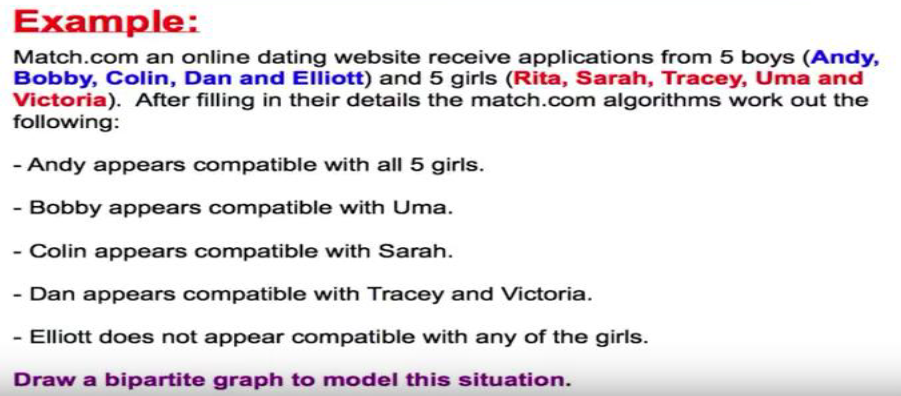 Example:
Match.com an online dating website receive applications from 5 boys (Andy,
Bobby, Colin, Dan and Elliott) and 5 girls (Rita, Sarah, Tracey, Uma and
Victoria). After filling in their details the match.com algorithms work out the
following:
- Andy appears compatible with all 5 girls.
- Bobby appears compatible with Uma.
- Colin appears compatible with Sarah.
- Dan appears compatible with Tracey and Victoria.
- Elliott does not appear compatible with any of the girls.
Draw a bipartite graph to model this situation.